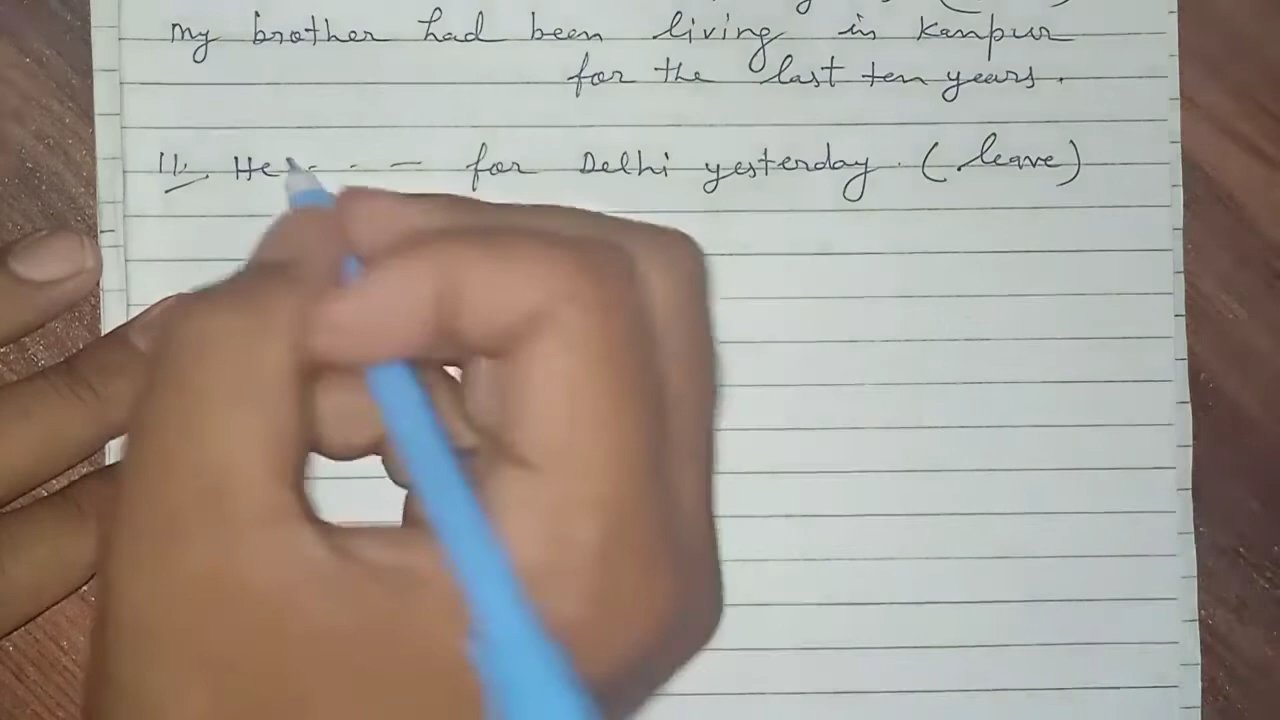 My brother had been living in Kanpur
for the last ten years.
11. He - - - for Delhi yesterday. (leave)